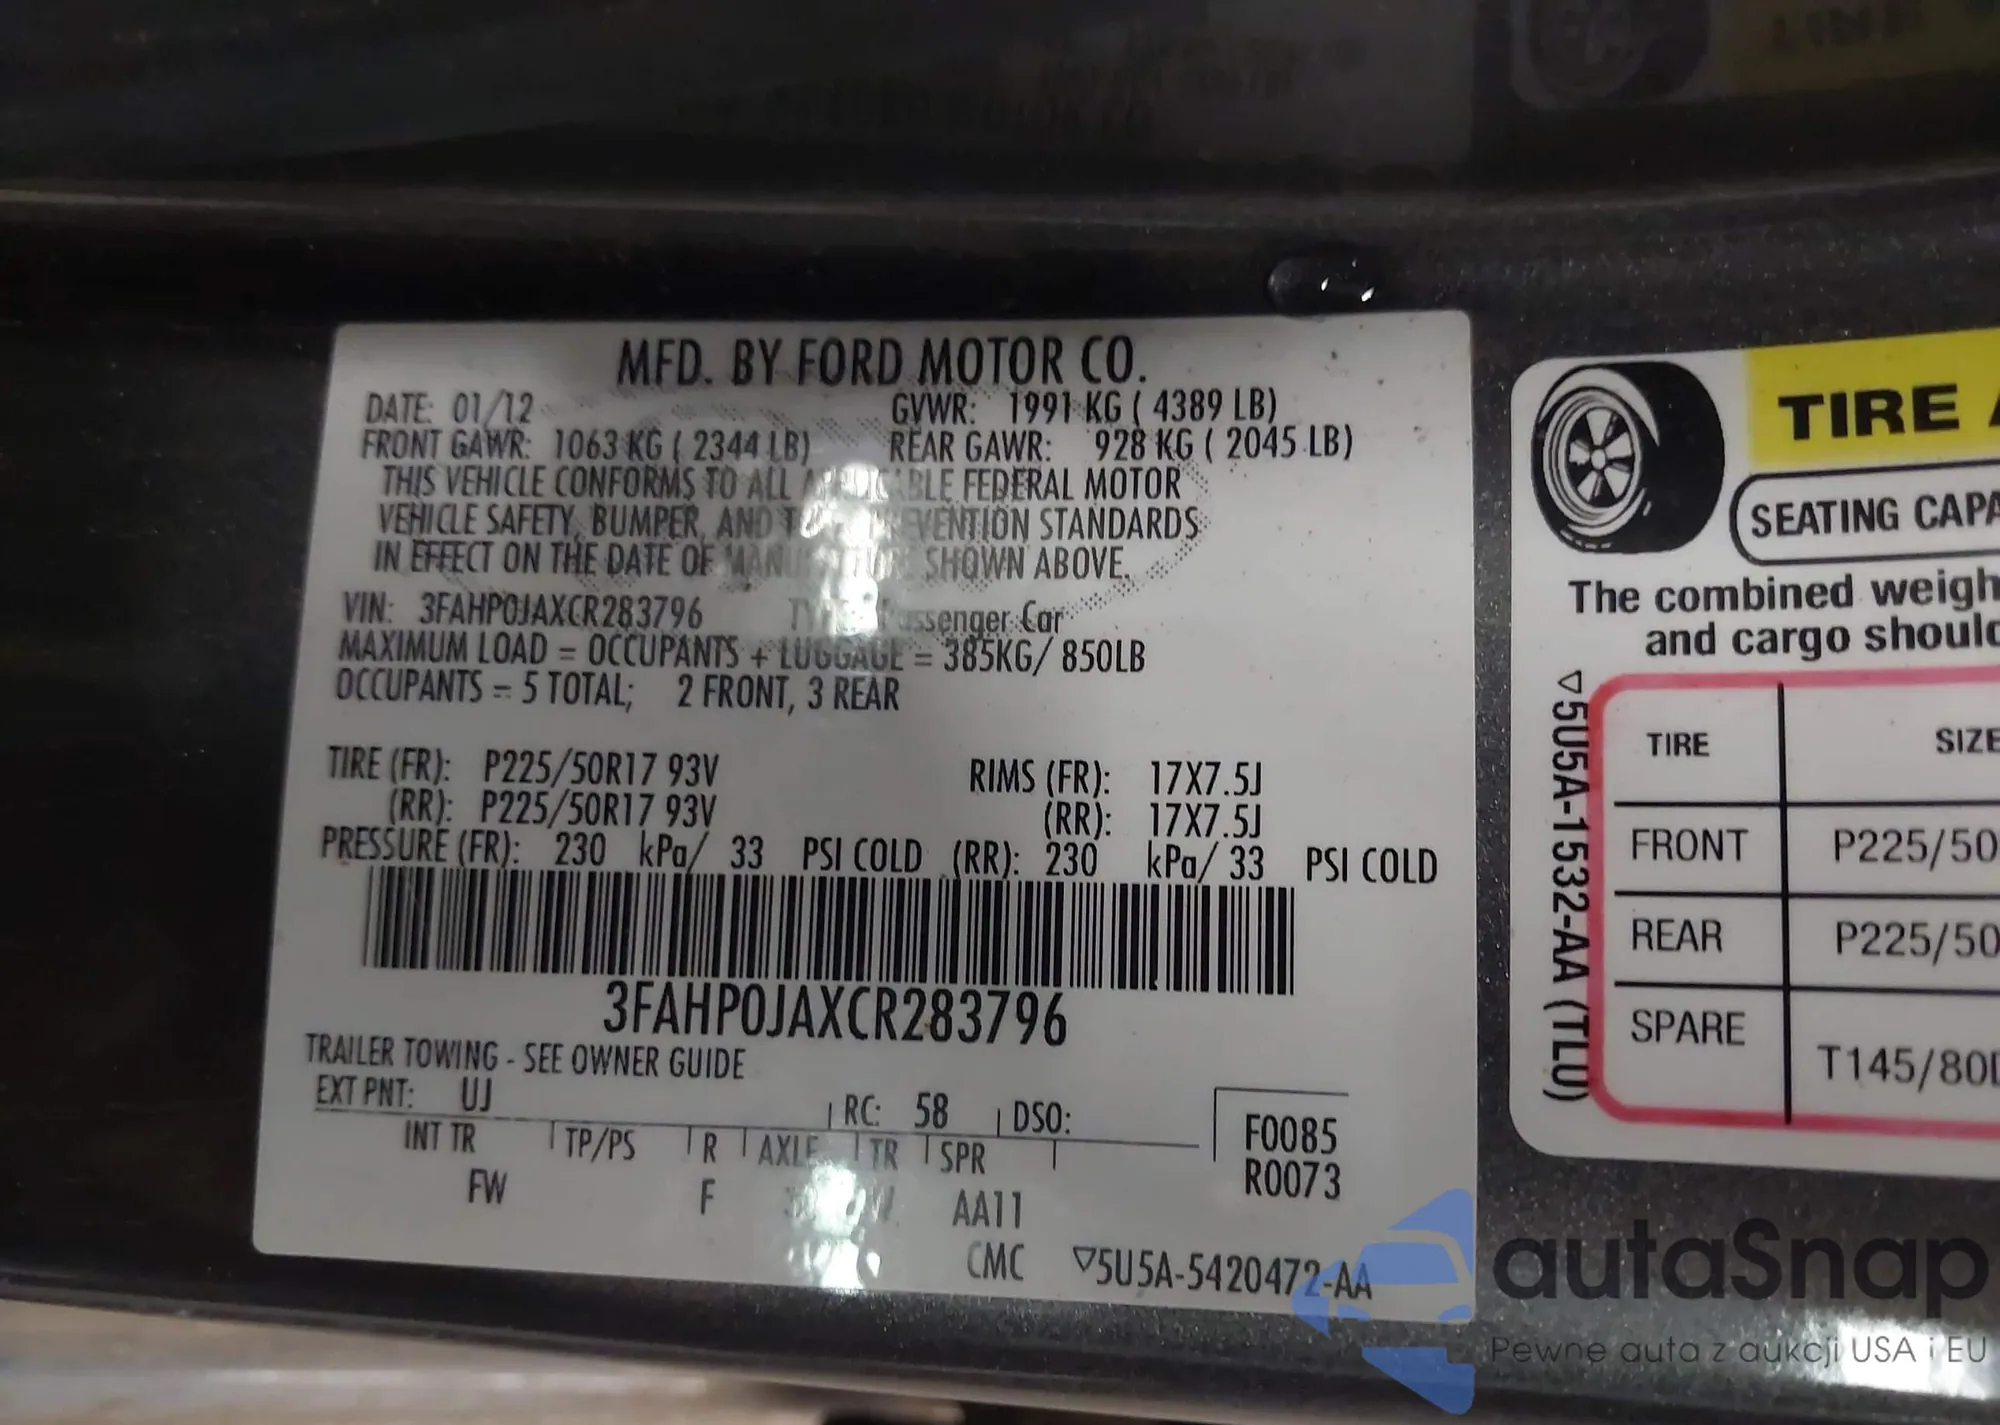 MFD. BY FORD MOTOR CO.
DATE: 01/12 GVWR: 1991 KG ( 4389 LB)
FRONT GAWR: 1063 KG ( 2344 LB) REAR GAWR: 928 KG ( 2045 LB)
THIS VEHICLE CONFORMS TO ALL APPLICABLE FEDERAL MOTOR
VEHICLE SAFETY, BUMPER, AND PREVENTION STANDARDS
IN EFFECT ON THE DATE OF MANUFACTURE SHOWN ABOVE.
VIN: 3FAHP0JAXCR283796 TYPE: Passenger Car
MAXIMUM LOAD = OCCUPANTS + LUGGAGE = 385KG/ 850LB
OCCUPANTS = 5 TOTAL; 2 FRONT, 3 REAR
TIRE (FR): P225/50R17 93V RIMS (FR): 17X7.5J
(RR): P225/50R17 93V (RR): 17X7.5J
PRESSURE (FR): 230 kPa/ 33 PSI COLD (RR): 230 kPa/ 33 PSI COLD
3FAHP0JAXCR283796
TRAILER TOWING - SEE OWNER GUIDE
EXT PNT: UJ RC: 58 DSO:
INT TR TP/PS R AXLE TR SPR
F0085
R0073
FW F AA11
CMC ▽5U5A-5420472-AA
TIRE
SEATING CAPA
The combined weigh
and cargo should
▽5U5A-1532-AA (TLU)
TIRE SIZE
FRONT P225/50
REAR P225/50
SPARE T145/80
autaSnap
Pewne auta z aukcji USA i EU